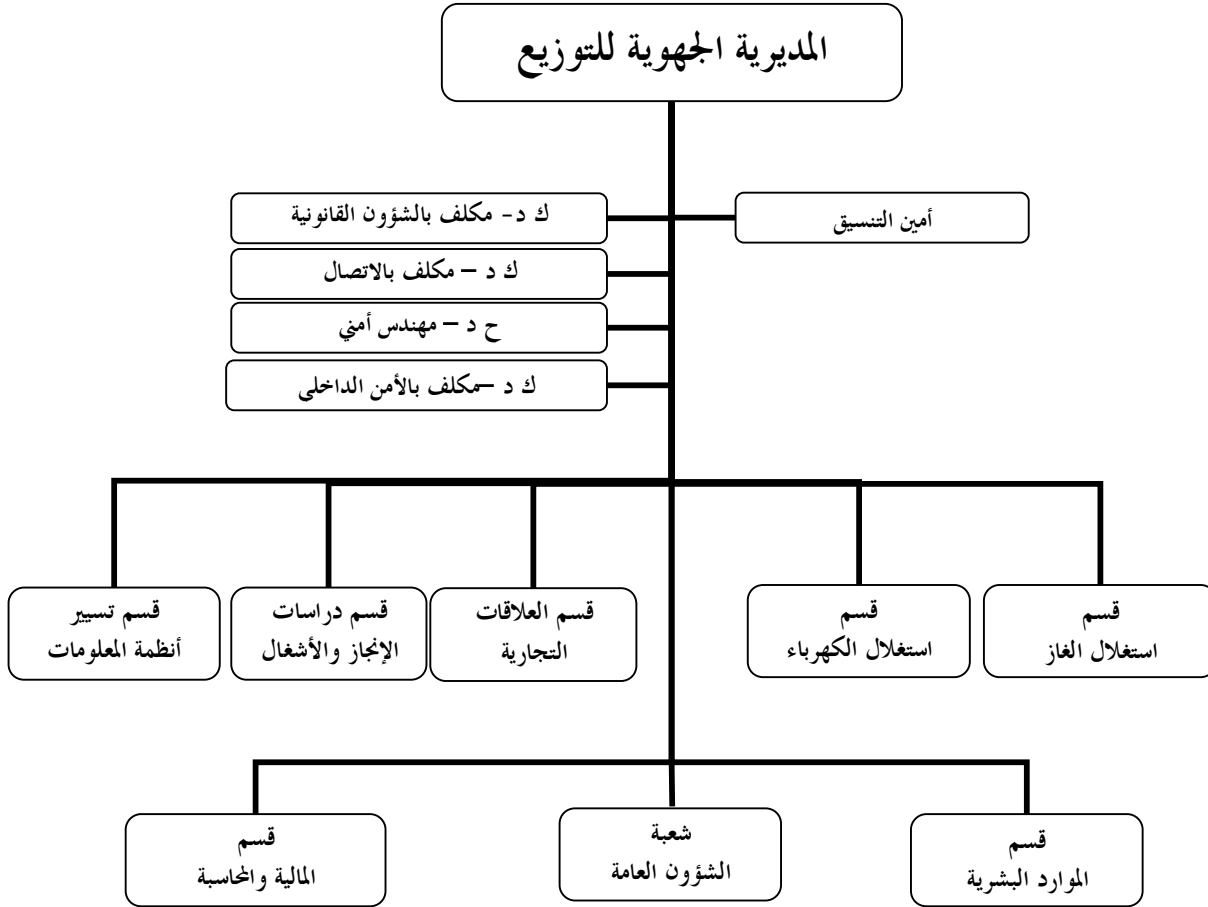 المديرية الجهوية للتوزيع
أمين التنسيق
ك د- مكلف بالشؤون القانونية
ك د – مكلف بالاتصال
ح د – مهندس أمني
ك د –مكلف بالأمن الداخلي
قسم
استغلال الغاز
قسم
استغلال الكهرباء
قسم العلاقات
التجارية
قسم دراسات
الإنجاز والأشغال
قسم تسيير
أنظمة المعلومات
قسم
الموارد البشرية
شعبة
الشؤون العامة
قسم
المالية والمحاسبة